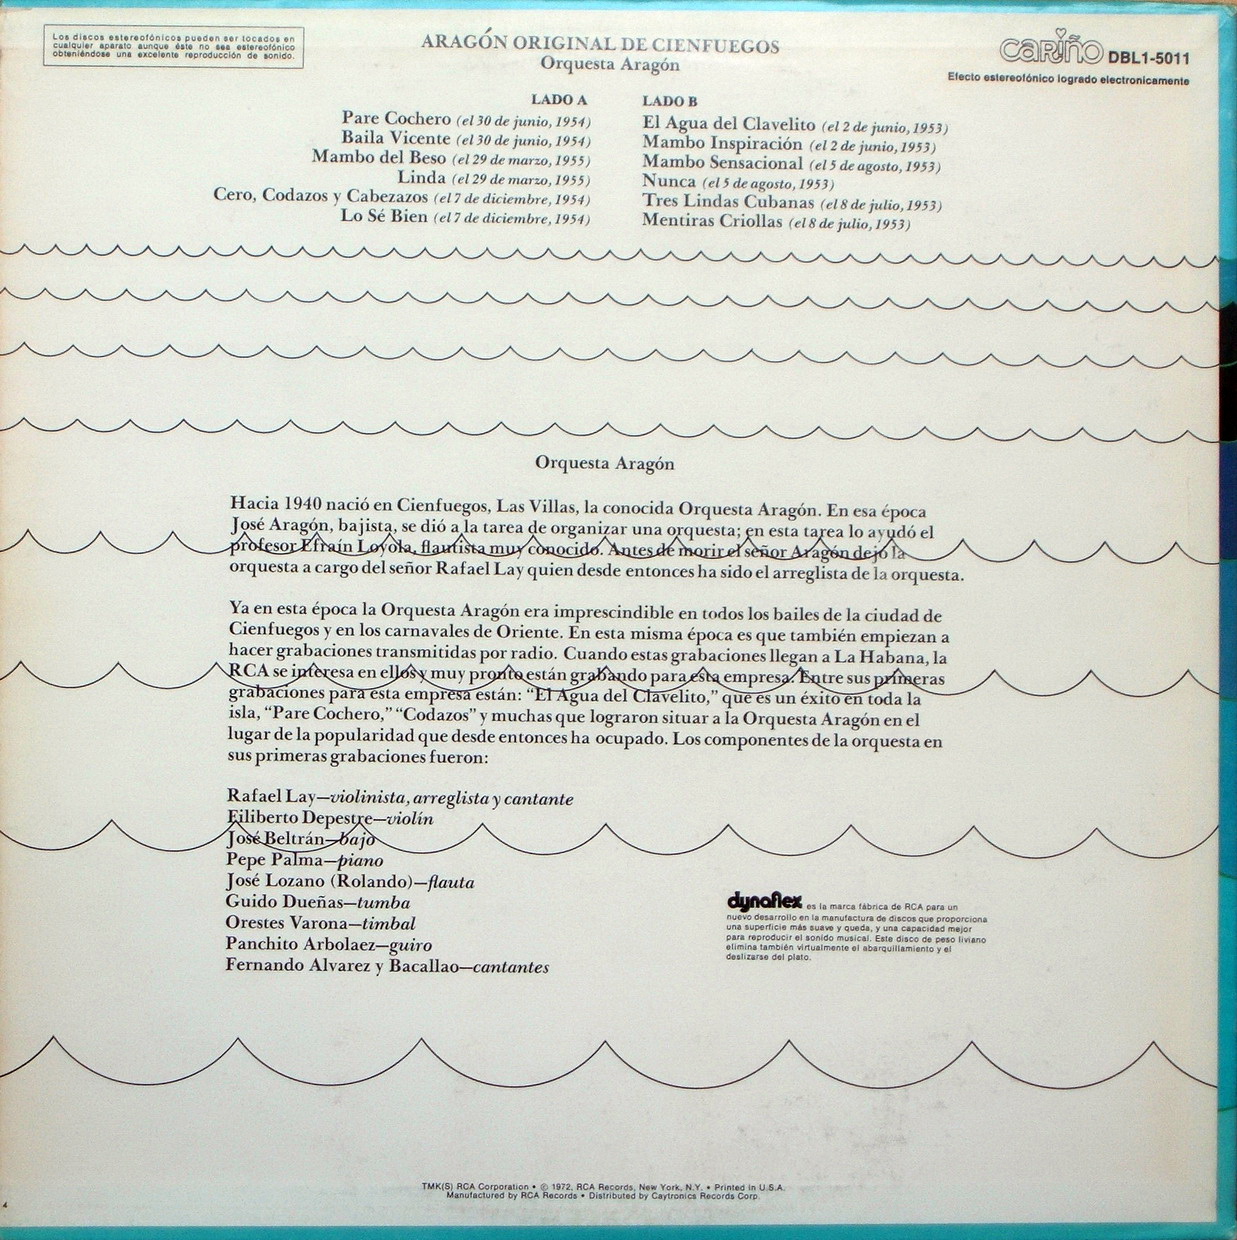 Los discos estereofónicos pueden ser tocados en
cualquier aparato aunque éste no sea estereofónico
obteniéndose una excelente reproducción de sonido.
ARAGÓN ORIGINAL DE CIENFUEGOS
Orquesta Aragón
cariño DBL1-5011
Efecto estereofónico logrado electronicamente
LADO A
Pare Cochero (el 30 de junio, 1954)
Baila Vicente (el 30 de junio, 1954)
Mambo del Beso (el 29 de marzo, 1955)
Linda (el 29 de marzo, 1955)
Cero, Codazos y Cabezazos (el 7 de diciembre, 1954)
Lo Sé Bien (el 7 de diciembre, 1954)
LADO B
El Agua del Clavelito (el 2 de junio, 1953)
Mambo Inspiración (el 2 de junio, 1953)
Mambo Sensacional (el 5 de agosto, 1953)
Nunca (el 5 de agosto, 1953)
Tres Lindas Cubanas (el 8 de julio, 1953)
Mentiras Criollas (el 8 de julio, 1953)
Orquesta Aragón
Hacia 1940 nació en Cienfuegos, Las Villas, la conocida Orquesta Aragón. En esa época
José Aragón, bajista, se dió a la tarea de organizar una orquesta; en esta tarea lo ayudó el
profesor Efraín Loyola, flautista muy conocido. Antes de morir el señor Aragón dejó la
orquesta a cargo del señor Rafael Lay quien desde entonces ha sido el arreglista de la orquesta.
Ya en esta época la Orquesta Aragón era imprescindible en todos los bailes de la ciudad de
Cienfuegos y en los carnavales de Oriente. En esta misma época es que también empiezan a
hacer grabaciones transmitidas por radio. Cuando estas grabaciones llegan a La Habana, la
RCA se interesa en ellos y muy pronto están grabando para esta empresa. Entre sus primeras
grabaciones para esta empresa están: “El Agua del Clavelito,” que es un éxito en toda la
isla, “Pare Cochero,” “Codazos” y muchas que lograron situar a la Orquesta Aragón en el
lugar de la popularidad que desde entonces ha ocupado. Los componentes de la orquesta en
sus primeras grabaciones fueron:
Rafael Lay—violinista, arreglista y cantante
Filiberto Depestre—violín
José Beltrán—bajo
Pepe Palma—piano
José Lozano (Rolando)—flauta
Guido Dueñas—tumba
Orestes Varona—timbal
Panchito Arbolaez—guiro
Fernando Alvarez y Bacallao—cantantes
dynaflex es la marca fábrica de RCA para un
nuevo desarrollo en la manufactura de discos que proporciona
una superficie más suave y queda, y una capacidad mejor
para reproducir el sonido musical. Este disco de peso liviano
elimina también virtualmente el abarquillamiento y el
deslizarse del plato.
TMK(S) RCA Corporation • © 1972, RCA Records, New York, N.Y. • Printed in U.S.A.
Manufactured by RCA Records • Distributed by Caytronics Records Corp.
4